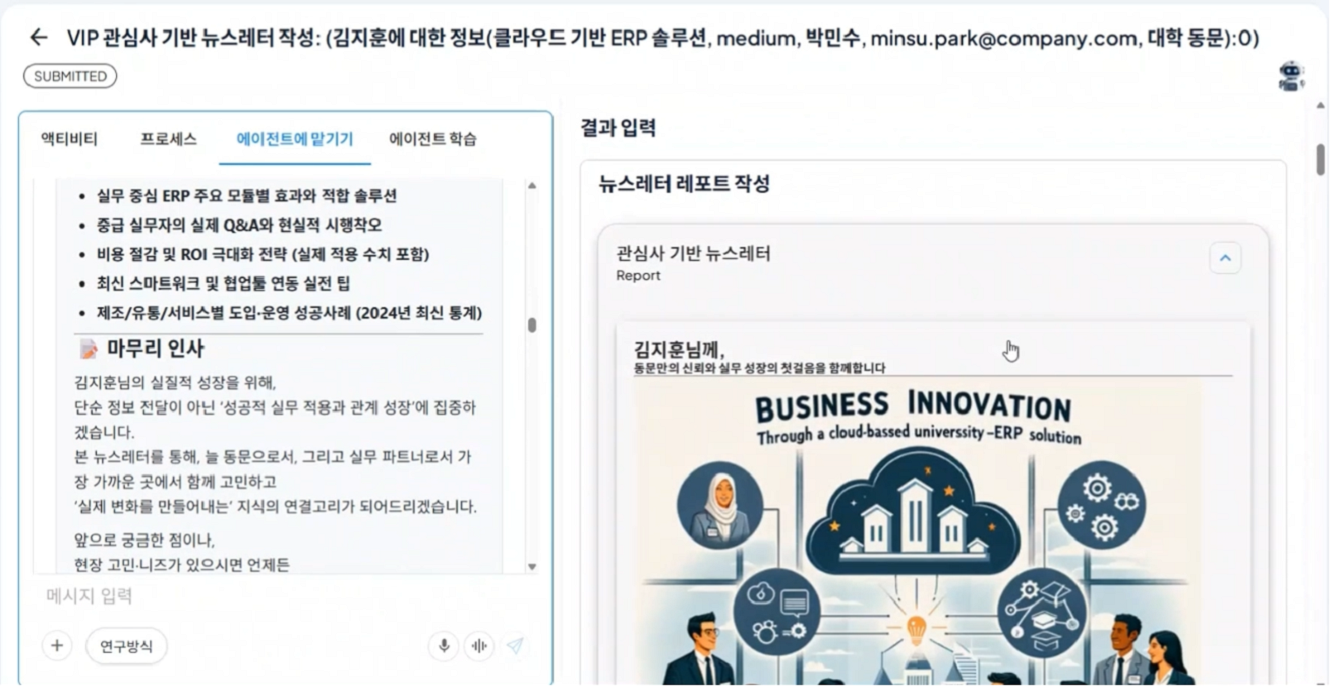 ← VIP 관심사 기반 뉴스레터 작성: (김지훈에 대한 정보(클라우드 기반 ERP 솔루션, medium, 박민수, minsu.park@company.com, 대학 동문):0)
SUBMITTED
액티비티 프로세스 에이전트에 맡기기 에이전트 학습
• 실무 중심 ERP 주요 모듈별 효과와 적합 솔루션
• 중급 실무자의 실제 Q&A와 현실적 시행착오
• 비용 절감 및 ROI 극대화 전략 (실제 적용 수치 포함)
• 최신 스마트워크 및 협업툴 연동 실전 팁
• 제조/유통/서비스별 도입·운영 성공사례 (2024년 최신 통계)
마무리 인사
김지훈님의 실질적 성장을 위해,
단순 정보 전달이 아닌 '성공적 실무 적용과 관계 성장'에 집중하
겠습니다.
본 뉴스레터를 통해, 늘 동문으로서, 그리고 실무 파트너로서 가
장 가까운 곳에서 함께 고민하고
'실제 변화를 만들어내는' 지식의 연결고리가 되어드리겠습니다.
앞으로 궁금한 점이나,
현장 고민·니즈가 있으시면 언제든
메시지 입력
+ 연구방식
결과 입력
뉴스레터 레포트 작성
관심사 기반 뉴스레터
Report
김지훈님께,
동문만의 신뢰와 실무 성장의 첫걸음을 함께합니다
BUSINESS INNOVATION
Through a cloud-based universsity-ERP solution